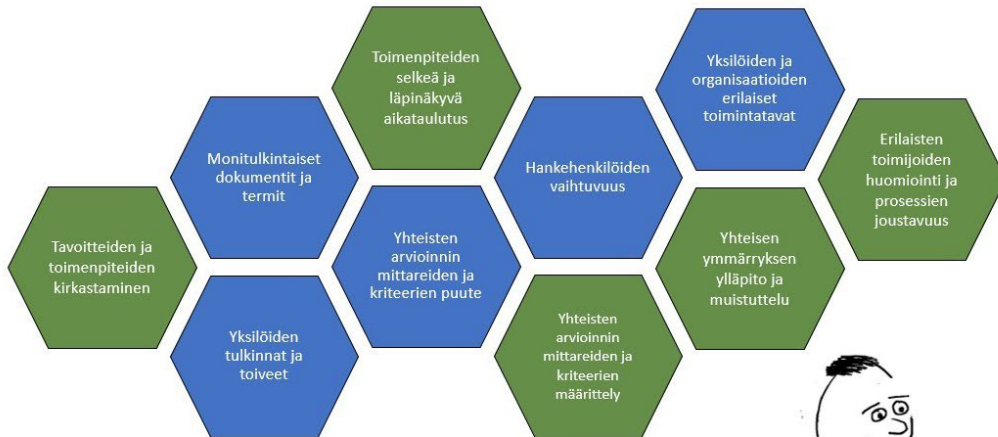 Toimenpiteiden
selkeä ja
läpinäkyvä
aikataulutus
Yksilöiden ja
organisaatioiden
erilaiset
toimintatavat
Monitulkintaiset
dokumentit ja
termit
Hankehenkilöiden
vaihtuvuus
Erilaisten
toimijoiden
huomiointi ja
prosessien
joustavuus
Tavoitteiden ja
toimenpiteiden
kirkastaminen
Yhteisten
arvioinnin
mittareiden ja
kriteerien puute
Yhteisen
ymmärryksen
ylläpito ja
muistuttelu
Yksilöiden
tulkinnat ja
toiveet
Yhteisten
arvioinnin
mittareiden ja
kriteerien
määrittely